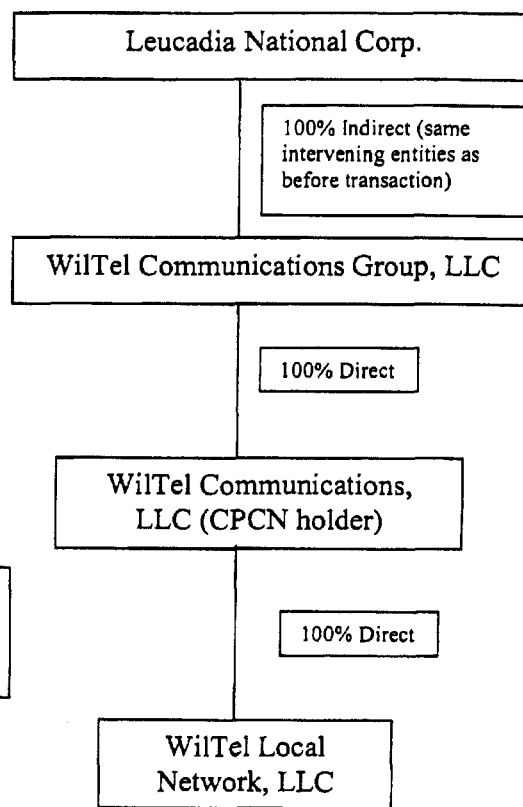 Leucadia National Corp.
100% Indirect (same
intervening entities as
before transaction)
WilTel Communications Group, LLC
100% Direct
WilTel Communications,
LLC (CPCN holder)
100% Direct
WilTel Local
Network, LLC